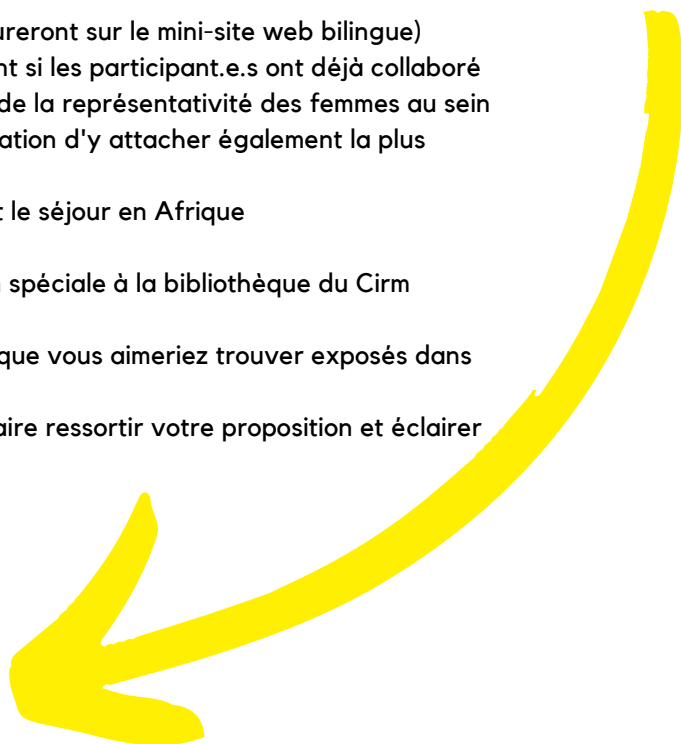 ureront sur le mini-site web bilingue)
nt si les participant.e.s ont déjà collaboré
de la représentativité des femmes au sein
ation d'y attacher également la plus
t le séjour en Afrique
n spéciale à la bibliothèque du Cirm
que vous aimeriez trouver exposés dans
aire ressortir votre proposition et éclairer